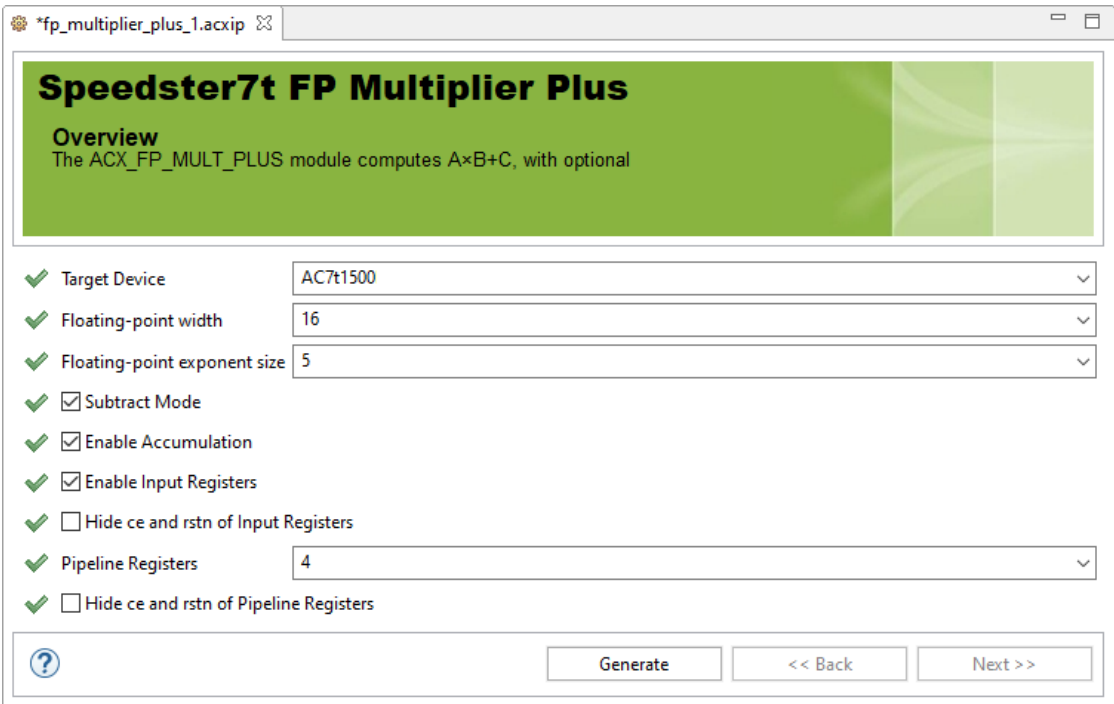 *fp_multiplier_plus_1.acxip
Speedster7t FP Multiplier Plus
Overview
The ACX_FP_MULT_PLUS module computes A×B+C, with optional
Target Device AC7t1500
Floating-point width 16
Floating-point exponent size 5
Subtract Mode
Enable Accumulation
Enable Input Registers
Hide ce and rstn of Input Registers
Pipeline Registers 4
Hide ce and rstn of Pipeline Registers
? Generate << Back Next >>